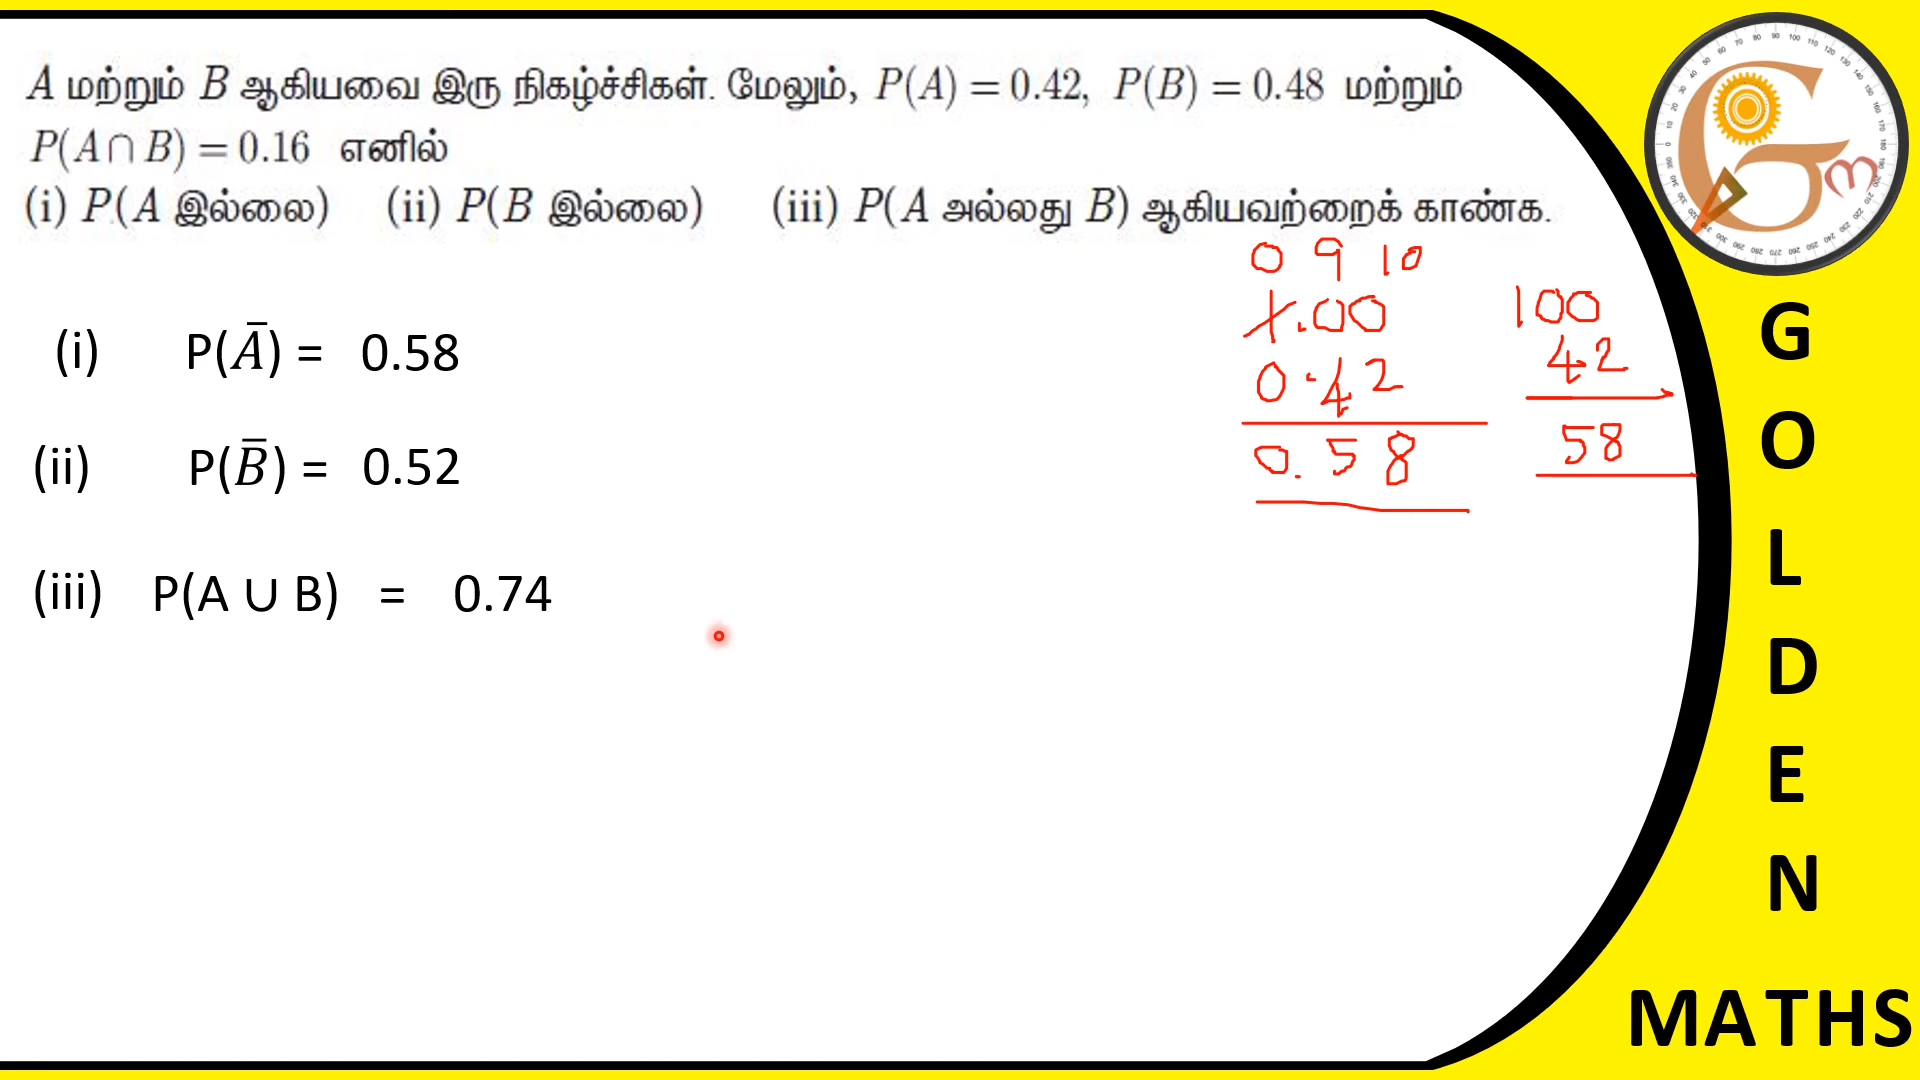 A மற்றும் B ஆகியவை இரு நிகழ்ச்சிகள். மேலும், P(A) = 0.42, P(B) = 0.48 மற்றும்
P(A ∩ B) = 0.16 எனில்
(i) P(A இல்லை) (ii) P(B இல்லை) (iii) P(A அல்லது B) ஆகியவற்றைக் காண்க.
(i) P(A̅) = 0.58
(ii) P(B̅) = 0.52
(iii) P(A ∪ B) = 0.74
0 9 10
1.00
0.42
0.58
100
42
58
Gm
G
O
L
D
E
N
MATHS